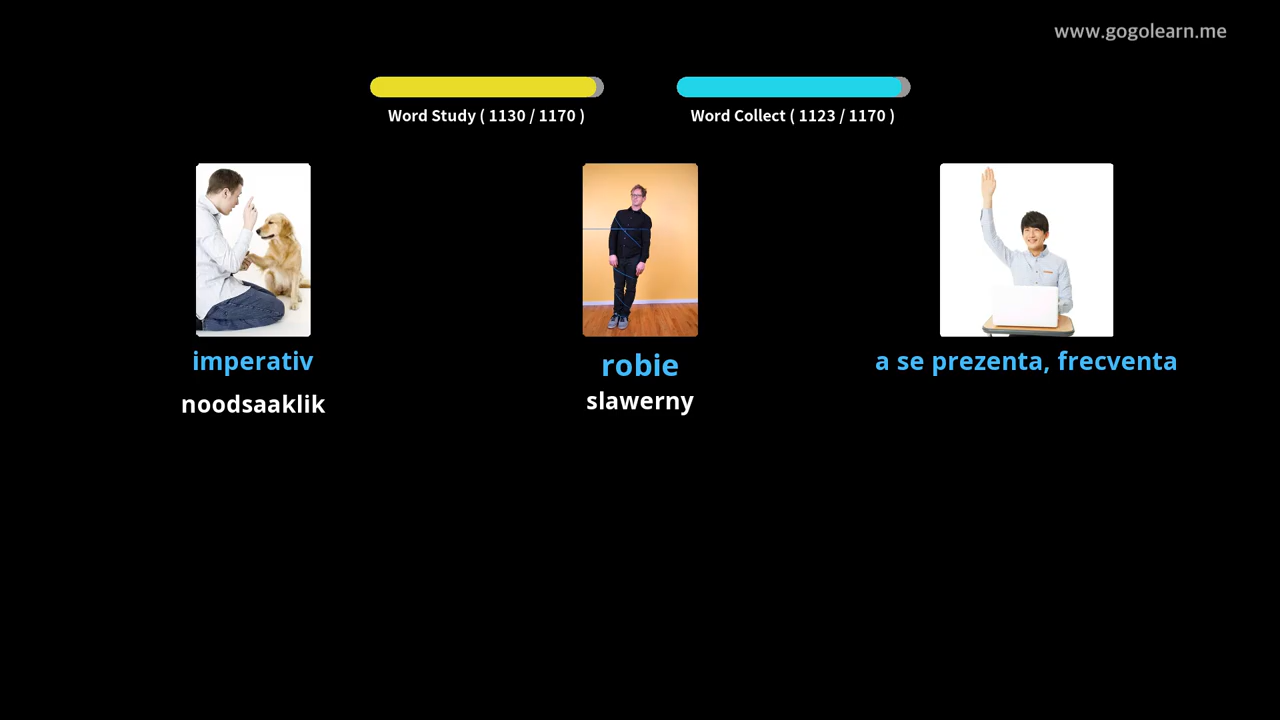 www.gogolearn.me
Word Study ( 1130 / 1170 )
Word Collect ( 1123 / 1170 )
imperativ
noodsaaklik
robie
slawerny
a se prezenta, frecventa